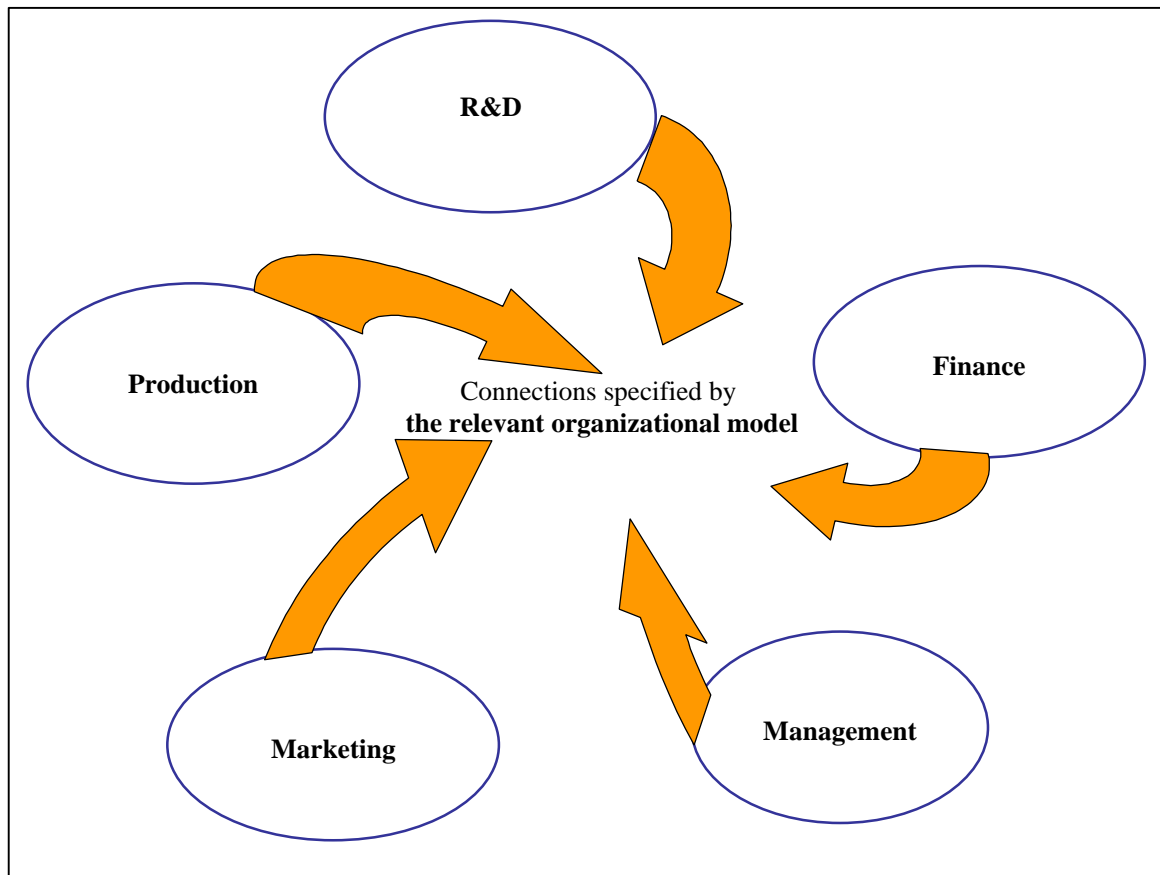 R&D
Production
Finance
Connections specified by
the relevant organizational model
Marketing
Management